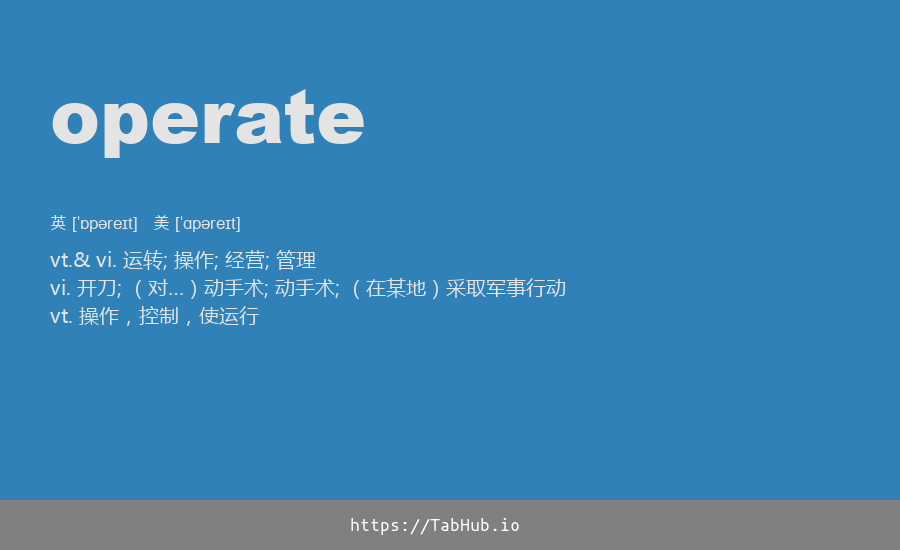 operate
英 [ˈɒpəreɪt] 美 [ˈɑpəreɪt]
vt.& vi. 运转; 操作; 经营; 管理
vi. 开刀; （对…）动手术; 动手术; （在某地）采取军事行动
vt. 操作，控制，使运行
https://TabHub.io